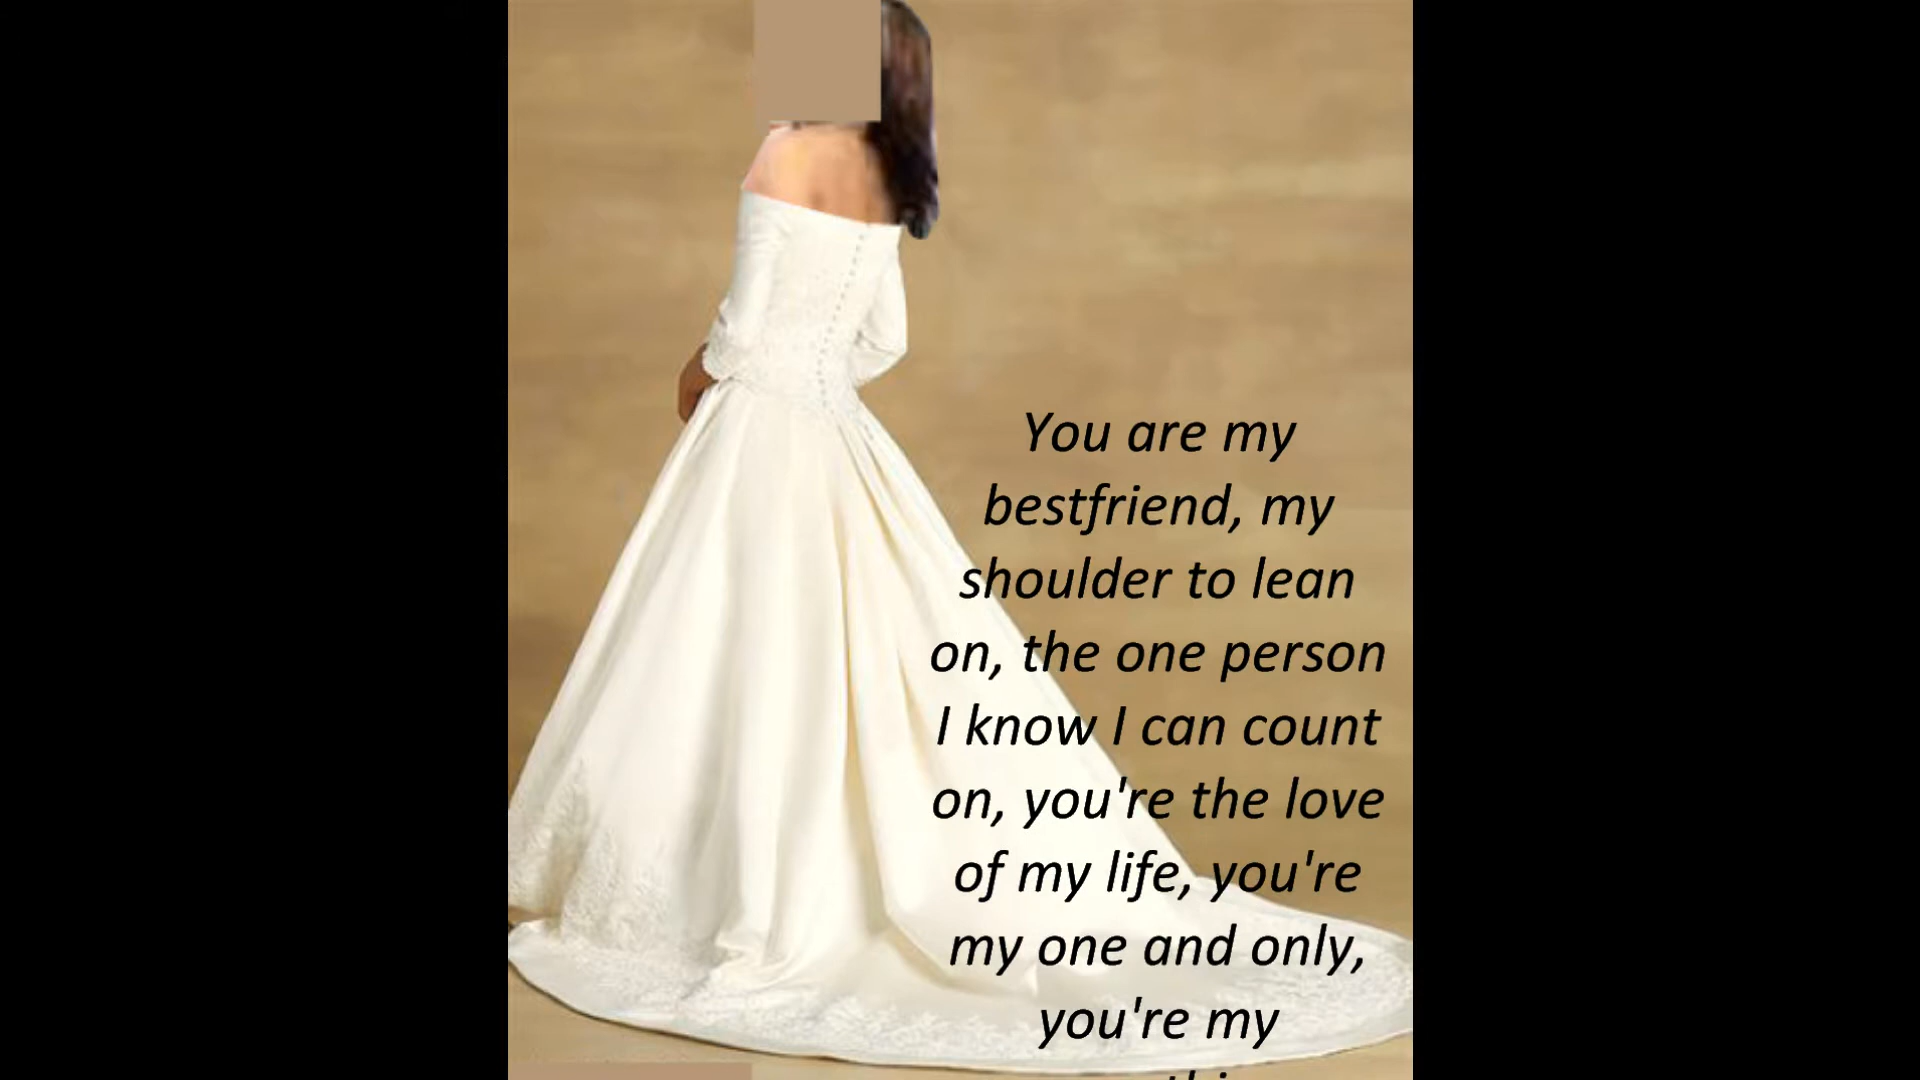 You are my
bestfriend, my
shoulder to lean
on, the one person
I know I can count
on, you're the love
of my life, you're
my one and only,
you're my